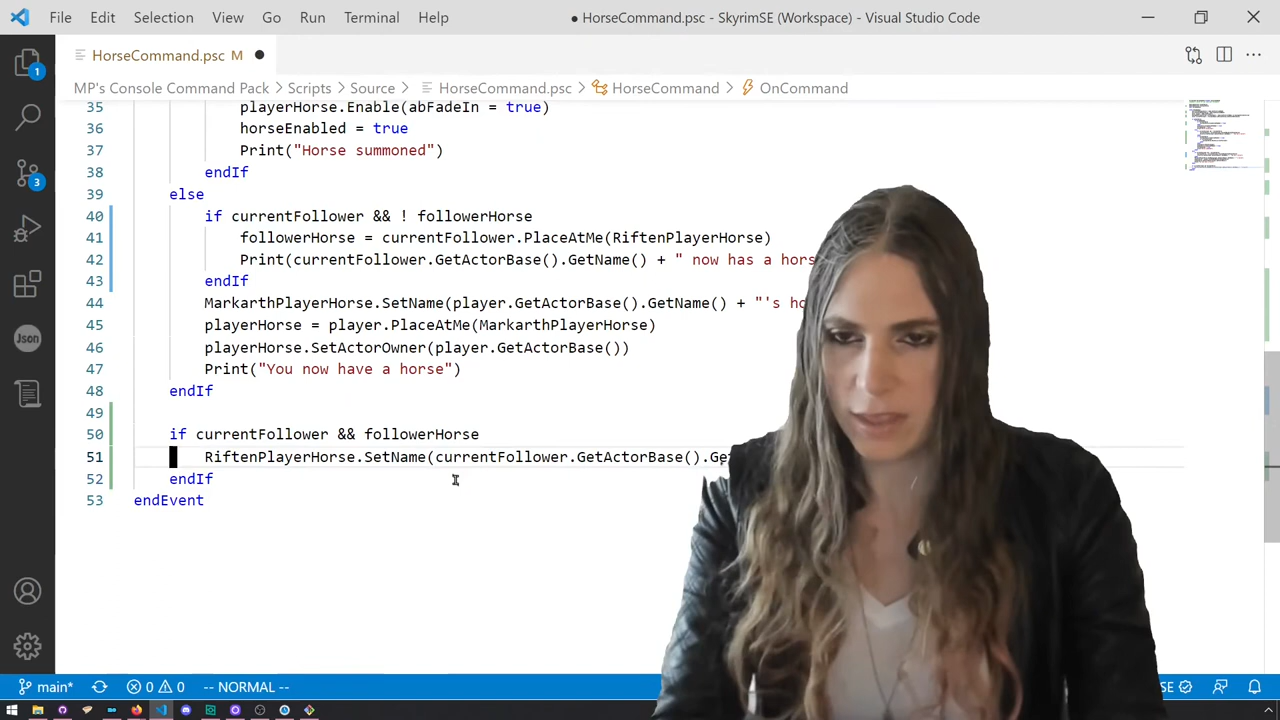 File Edit Selection View Go Run Terminal Help
● HorseCommand.psc - SkyrimSE (Workspace) - Visual Studio Code
HorseCommand.psc M ●
MP's Console Command Pack Scripts Source HorseCommand.psc HorseCommand OnCommand
35 playerHorse.Enable(abFadeIn = true)
36 horseEnabled = true
37 Print("Horse summoned")
38 endIf
39 else
40 if currentFollower && ! followerHorse
41 followerHorse = currentFollower.PlaceAtMe(RiftenPlayerHorse)
42 Print(currentFollower.GetActorBase().GetName() + " now has a
43 endIf
44 MarkarthPlayerHorse.SetName(player.GetActorBase().GetName() + "'s
45 playerHorse = player.PlaceAtMe(MarkarthPlayerHorse)
46 playerHorse.SetActorOwner(player.GetActorBase())
47 Print("You now have a horse")
48 endIf
49
50 if currentFollower && followerHorse
51 RiftenPlayerHorse.SetName(currentFollower.GetActorBase().
52 endIf
53 endEvent
1
3
Json
main* 0 0 -- NORMAL --